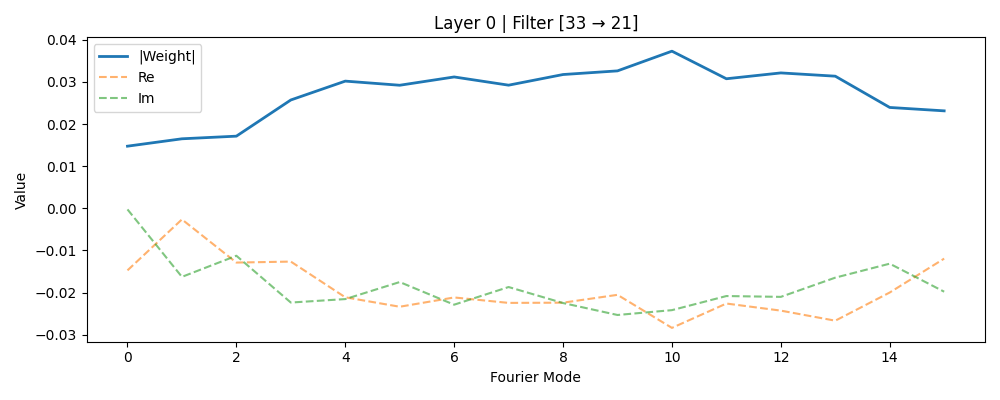 Layer 0 | Filter [33 → 21]
0.04
0.03
0.02
0.01
0.00
−0.01
−0.02
−0.03
Value
|Weight|
Re
Im
0 2 4 6 8 10 12 14
Fourier Mode